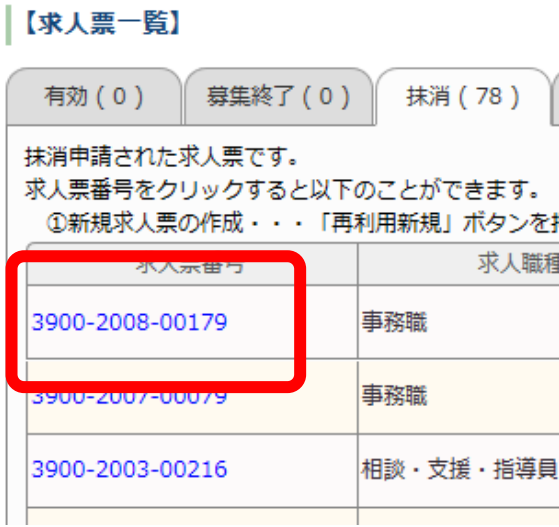 【求人票一覧】
有効 ( 0 ) 募集終了 ( 0 ) 抹消 ( 78 )
抹消申請された求人票です。
求人票番号をクリックすると以下のことができます。
①新規求人票の作成・・・「再利用新規」ボタンを
求人票番号 求人職種
3900-2008-00179 事務職
3900-2007-00079 事務職
3900-2003-00216 相談・支援・指導員